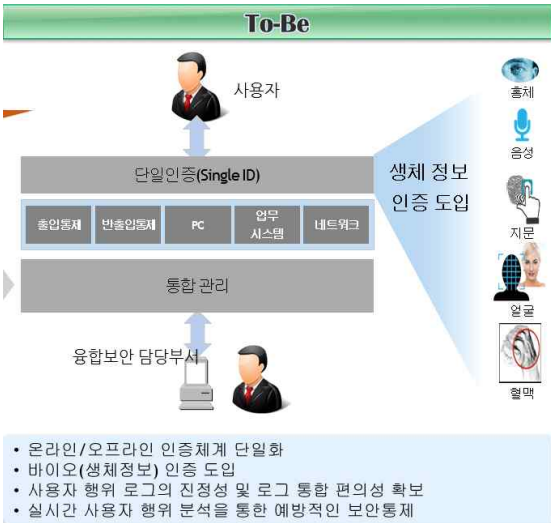 To-Be
사용자
단일인증(Single ID)
출입통제
반출입통제
PC
업무
시스템
네트워크
통합 관리
융합보안 담당부서
생체 정보
인증 도입
홍체
음성
지문
얼굴
혈맥
• 온라인/오프라인 인증체계 단일화
• 바이오(생체정보) 인증 도입
• 사용자 행위 로그의 진정성 및 로그 통합 편의성 확보
• 실시간 사용자 행위 분석을 통한 예방적인 보안통제